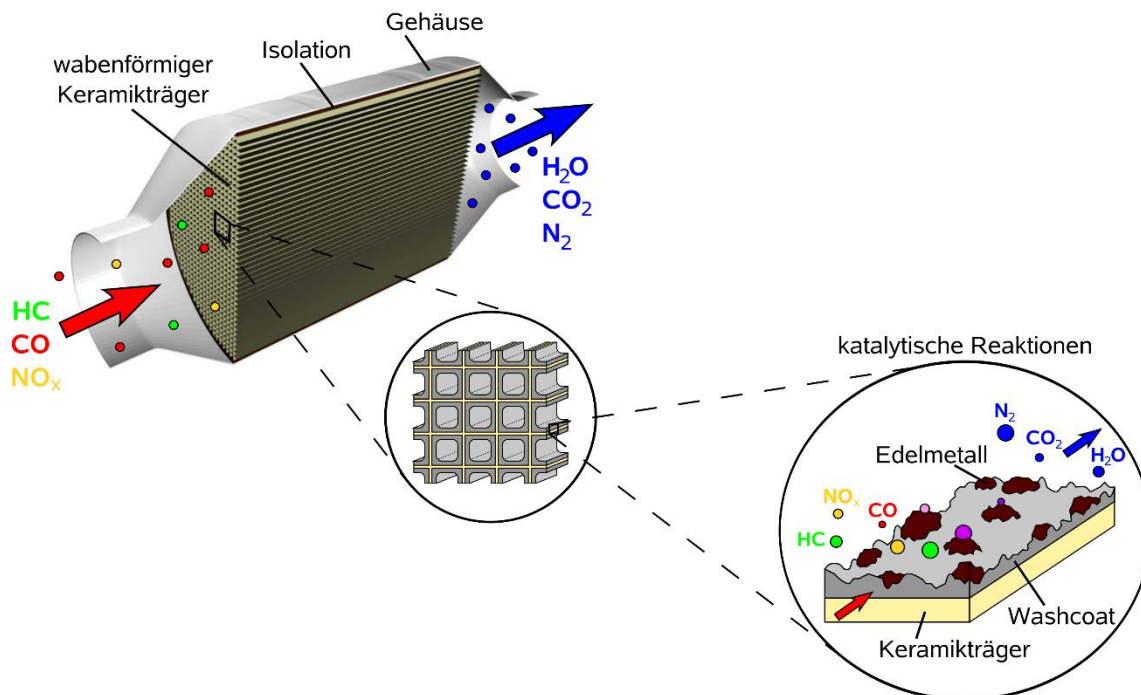 Gehäuse
Isolation
wabenförmiger
Keramikträger
H₂O
CO₂
N₂
HC
CO
NOₓ
katalytische Reaktionen
N₂
CO₂
H₂O
Edelmetall
NOₓ
CO
HC
Washcoat
Keramikträger